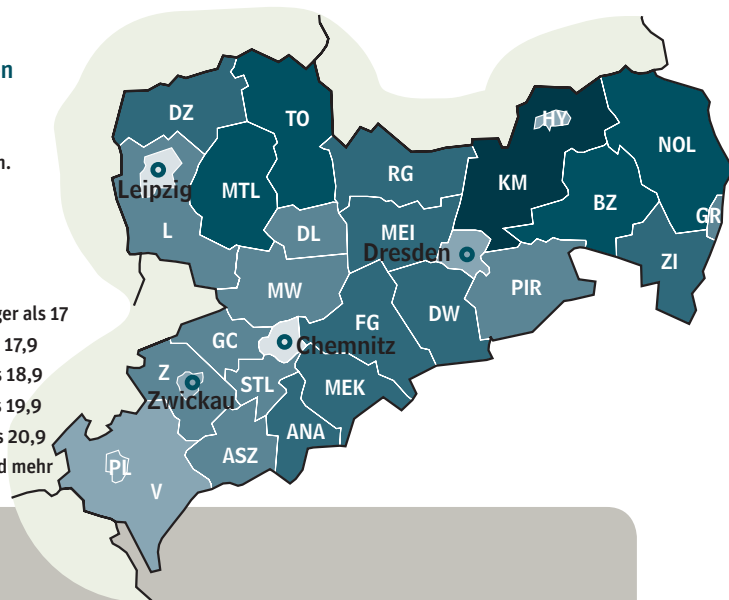 n
n.
DZ
TO
HY
NOL
Leipzig
MTL
RG
KM
BZ
GR
L
DL
MEI
Dresden
ZI
MW
PIR
ger als 17
17,9
s 18,9
s 19,9
s 20,9
d mehr
GC
Chemnitz
FG
DW
Z
Zwickau
STL
MEK
ANA
ASZ
PL
V